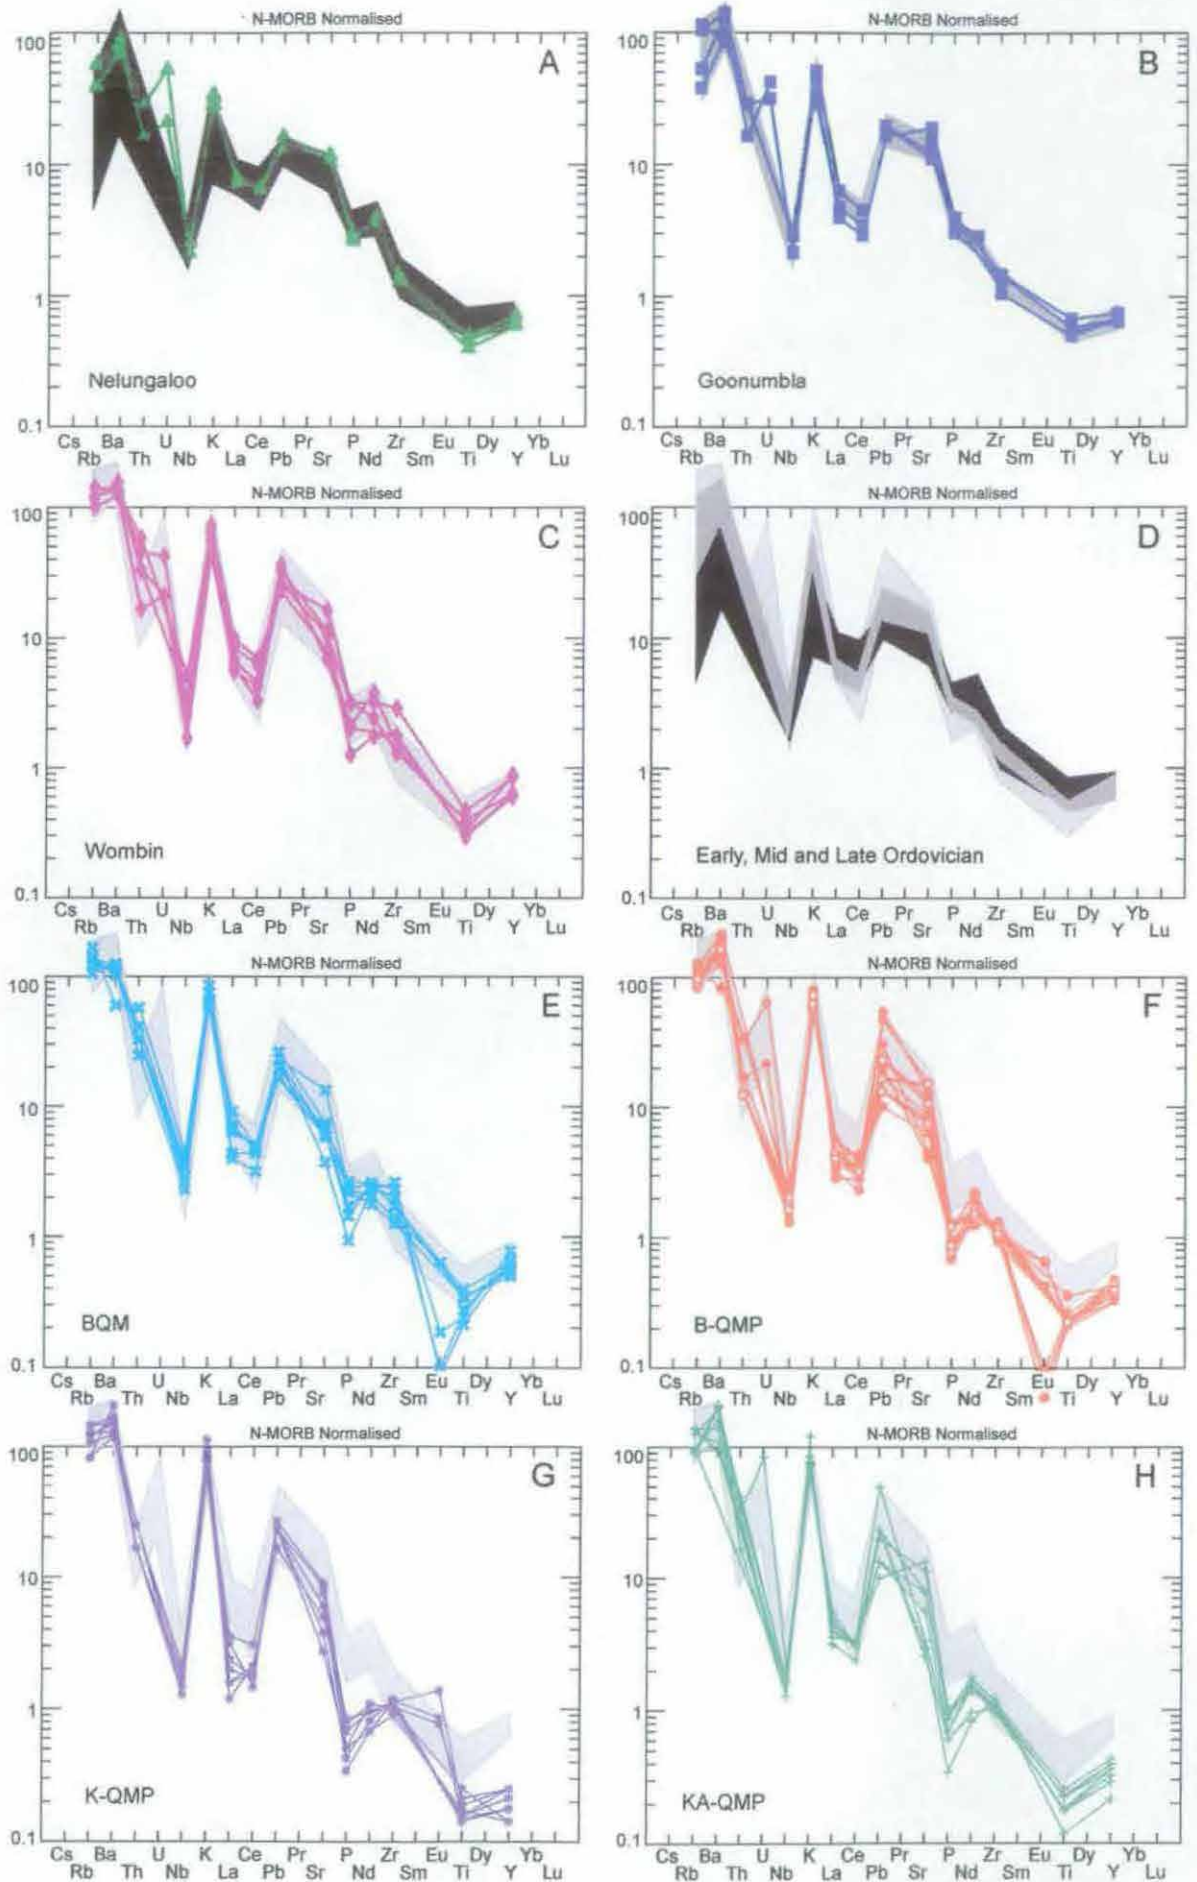 N-MORB Normalised
100
A
10
1
Nelungaloo
0.1
Cs Ba U K Ce Pr P Zr Eu Dy Yb
Rb Th Nb La Pb Sr Nd Sm Ti Y Lu
N-MORB Normalised
100
B
10
1
Goonumbla
0.1
Cs Ba U K Ce Pr P Zr Eu Dy Yb
Rb Th Nb La Pb Sr Nd Sm Ti Y Lu
N-MORB Normalised
100
C
10
1
Wombin
0.1
Cs Ba U K Ce Pr P Zr Eu Dy Yb
Rb Th Nb La Pb Sr Nd Sm Ti Y Lu
N-MORB Normalised
100
D
10
1
Early, Mid and Late Ordovician
0.1
Cs Ba U K Ce Pr P Zr Eu Dy Yb
Rb Th Nb La Pb Sr Nd Sm Ti Y Lu
N-MORB Normalised
100
E
10
1
BQM
0.1
Cs Ba U K Ce Pr P Zr Eu Dy Yb
Rb Th Nb La Pb Sr Nd Sm Ti Y Lu
N-MORB Normalised
100
F
10
1
B-QMP
0.1
Cs Ba U K Ce Pr P Zr Eu Dy Yb
Rb Th Nb La Pb Sr Nd Sm Ti Y Lu
N-MORB Normalised
100
G
10
1
K-QMP
0.1
Cs Ba U K Ce Pr P Zr Eu Dy Yb
Rb Th Nb La Pb Sr Nd Sm Ti Y Lu
N-MORB Normalised
100
H
10
1
KA-QMP
0.1
Cs Ba U K Ce Pr P Zr Eu Dy Yb
Rb Th Nb La Pb Sr Nd Sm Ti Y Lu